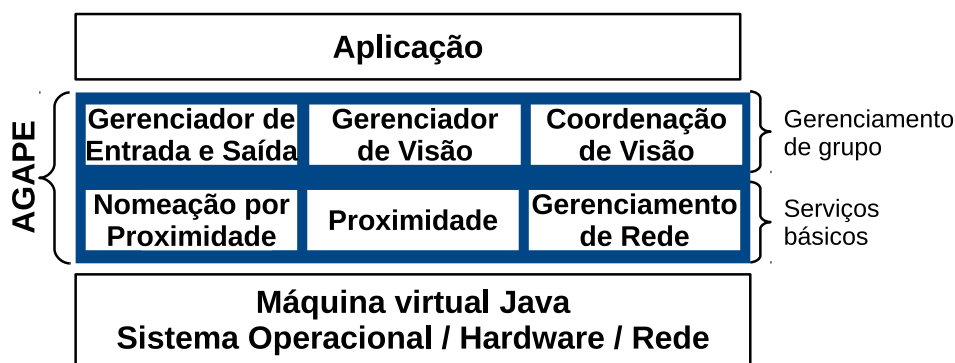 Aplicação
AGAPE
Gerenciador de
Entrada e Saída
Gerenciador
de Visão
Coordenação
de Visão
Gerenciamento
de grupo
Nomeação por
Proximidade
Proximidade
Gerenciamento
de Rede
Serviços
básicos
Máquina virtual Java
Sistema Operacional / Hardware / Rede